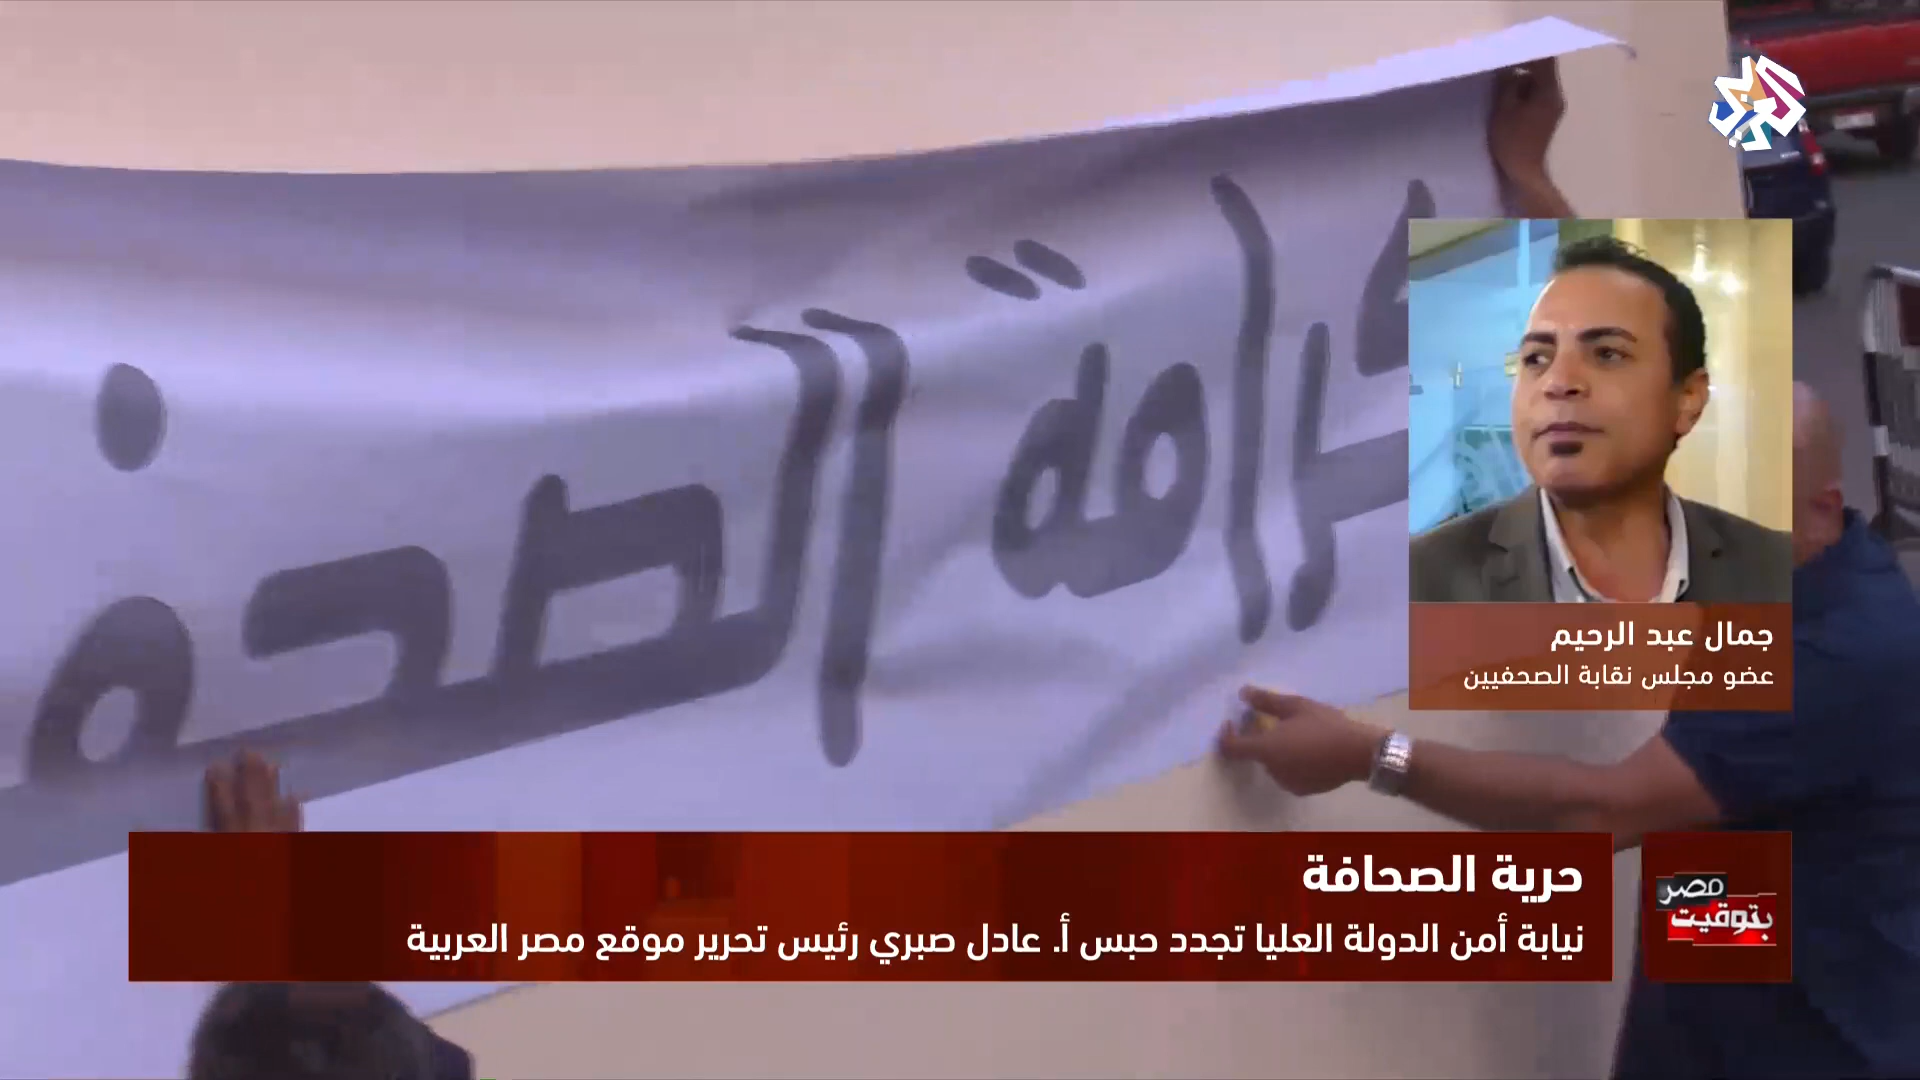 كرامة الصحف
جمال عبد الرحيم
عضو مجلس نقابة الصحفيين
حرية الصحافة
نيابة أمن الدولة العليا تجدد حبس أ. عادل صبري رئيس تحرير موقع مصر العربية
مصر
بتوقيت